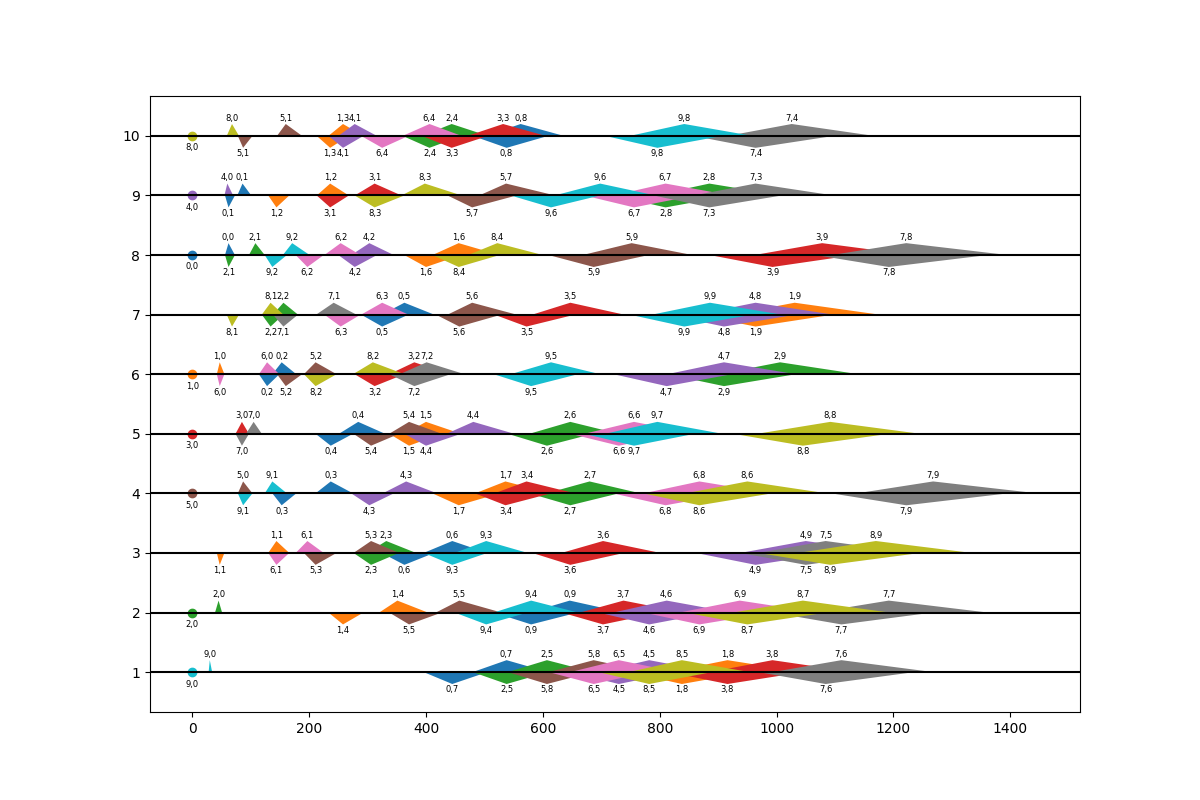 8,0 5,1 1,3 4,1 6,4 2,4 3,3 0,8 9,8 7,4
10
8,0 5,1 1,3 4,1 6,4 2,4 3,3 0,8 9,8 7,4
4,0 0,1 1,2 3,1 8,3 5,7 9,6 6,7 2,8 7,3
9
4,0 0,1 1,2 3,1 8,3 5,7 9,6 6,7 2,8 7,3
0,0 2,1 9,2 6,2 4,2 1,6 8,4 5,9 3,9 7,8
8
0,0 2,1 9,2 6,2 4,2 1,6 8,4 5,9 3,9 7,8
8,1 2,2 7,1 6,3 0,5 5,6 3,5 9,9 4,8 1,9
7
8,1 2,2 7,1 6,3 0,5 5,6 3,5 9,9 4,8 1,9
1,0 6,0 0,2 5,2 8,2 3,2 7,2 9,5 4,7 2,9
6
1,0 6,0 0,2 5,2 8,2 3,2 7,2 9,5 4,7 2,9
3,0 7,0 0,4 5,4 1,5 4,4 2,6 6,6 9,7 8,8
5
3,0 7,0 0,4 5,4 1,5 4,4 2,6 6,6 9,7 8,8
5,0 9,1 0,3 4,3 1,7 3,4 2,7 6,8 8,6 7,9
4
5,0 9,1 0,3 4,3 1,7 3,4 2,7 6,8 8,6 7,9
1,1 6,1 5,3 2,3 0,6 9,3 3,6 4,9 7,5 8,9
3
1,1 6,1 5,3 2,3 0,6 9,3 3,6 4,9 7,5 8,9
2,0 1,4 5,5 9,4 0,9 3,7 4,6 6,9 8,7 7,7
2
2,0 1,4 5,5 9,4 0,9 3,7 4,6 6,9 8,7 7,7
9,0 0,7 2,5 5,8 6,5 4,5 8,5 1,8 3,8 7,6
1
9,0 0,7 2,5 5,8 6,5 4,5 8,5 1,8 3,8 7,6
0 200 400 600 800 1000 1200 1400